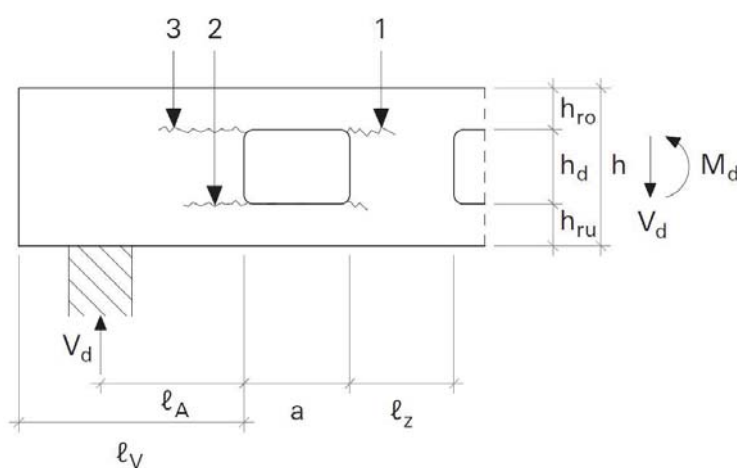 3 2 1
h_ro
h_d h M_d
V_d
h_ru
V_d
ℓ_A a ℓ_z
ℓ_V